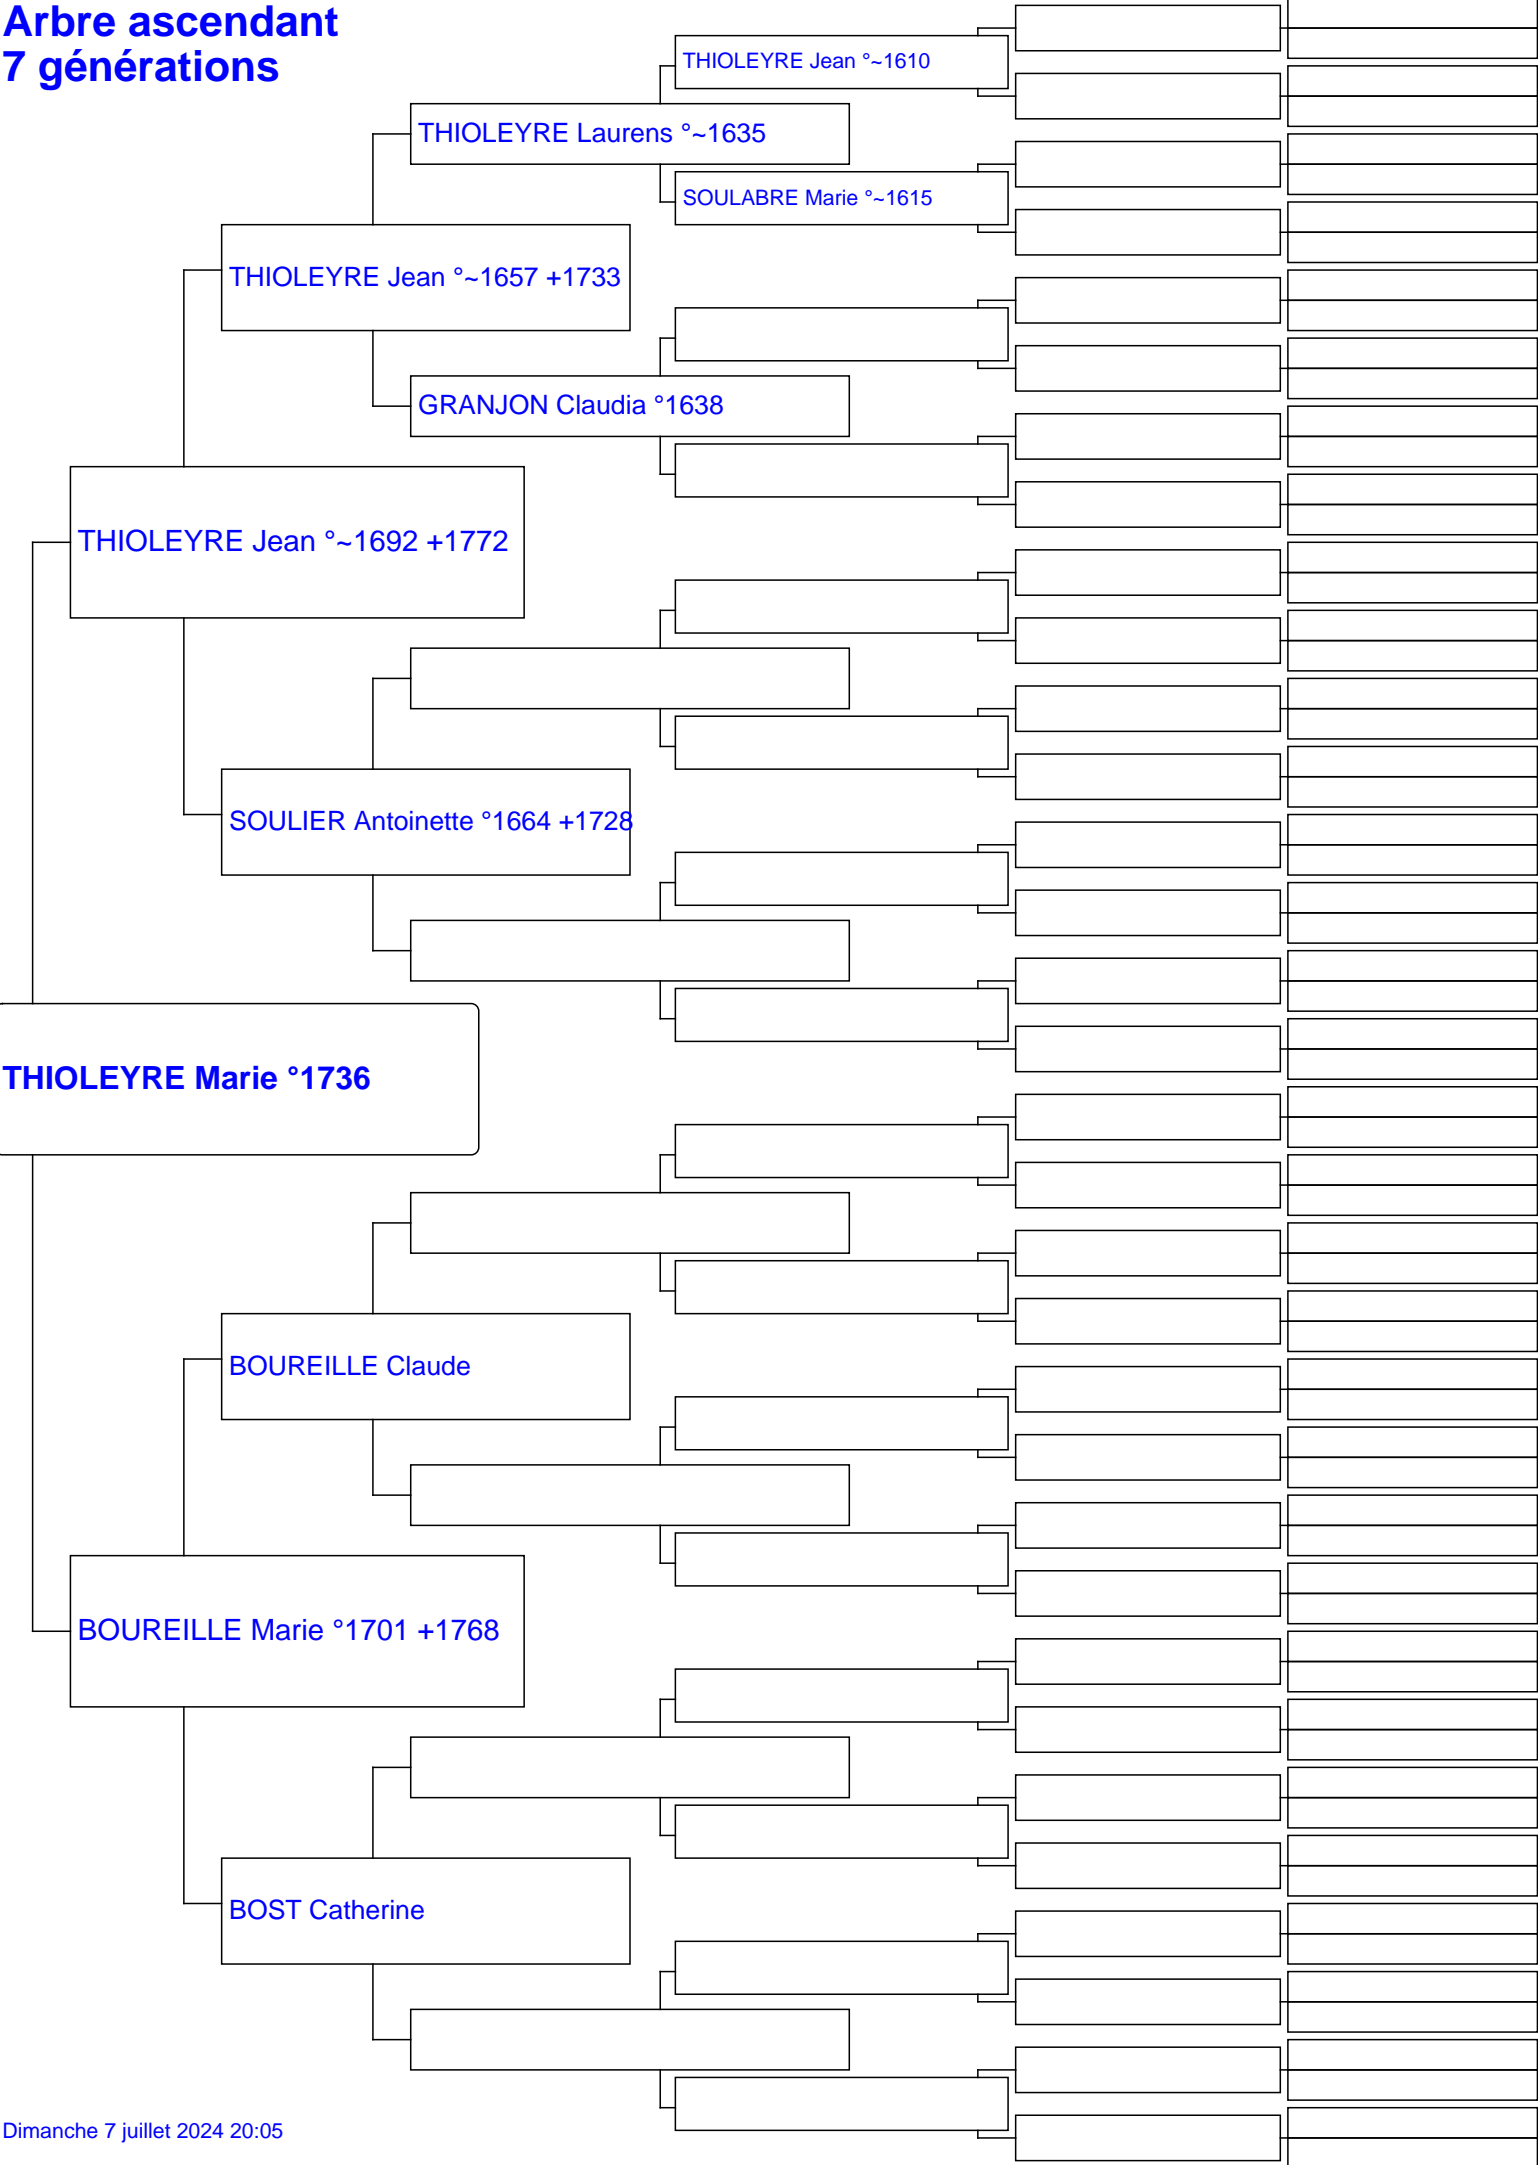 Arbre ascendant
7 générations
THIOLEYRE Jean °~1610
THIOLEYRE Laurens °~1635
SOULABRE Marie °~1615
THIOLEYRE Jean °~1657 +1733
GRANJON Claudia °1638
THIOLEYRE Jean °~1692 +1772
SOULIER Antoinette °1664 +1728
THIOLEYRE Marie °1736
BOUREILLE Claude
BOUREILLE Marie °1701 +1768
BOST Catherine
Dimanche 7 juillet 2024 20:05